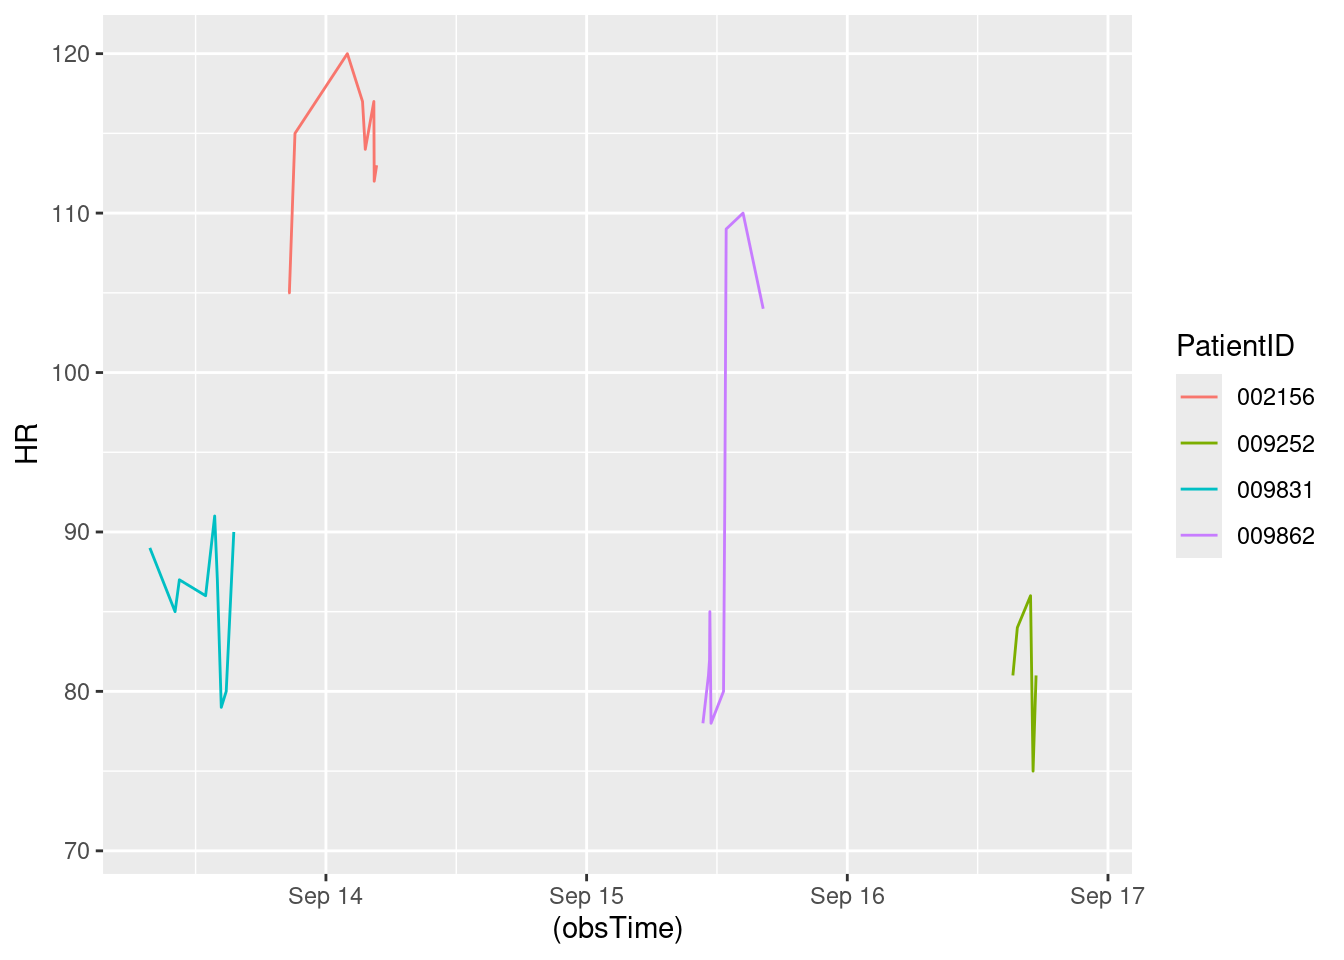 120
110
100
90
80
70
HR
Sep 14
Sep 15
Sep 16
Sep 17
(obsTime)
PatientID
002156
009252
009831
009862